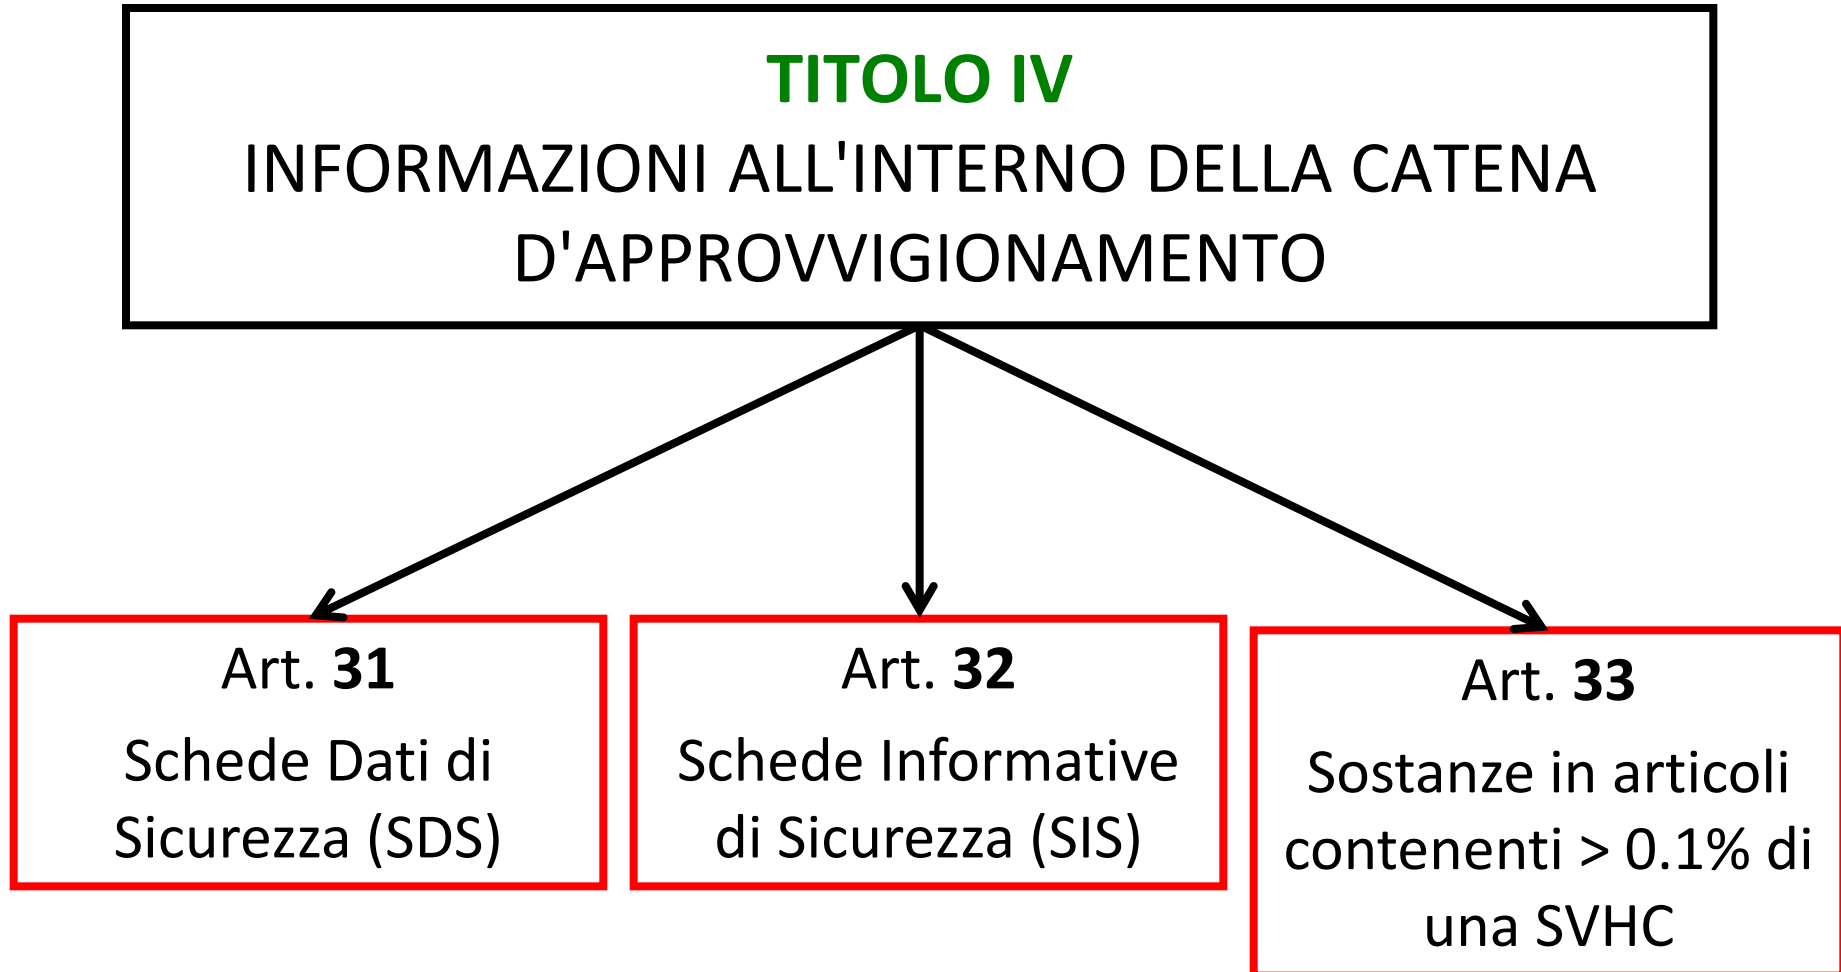 TITOLO IV
INFORMAZIONI ALL'INTERNO DELLA CATENA
D'APPROVVIGIONAMENTO
Art. 31
Schede Dati di
Sicurezza (SDS)
Art. 32
Schede Informative
di Sicurezza (SIS)
Art. 33
Sostanze in articoli
contenenti > 0.1% di
una SVHC